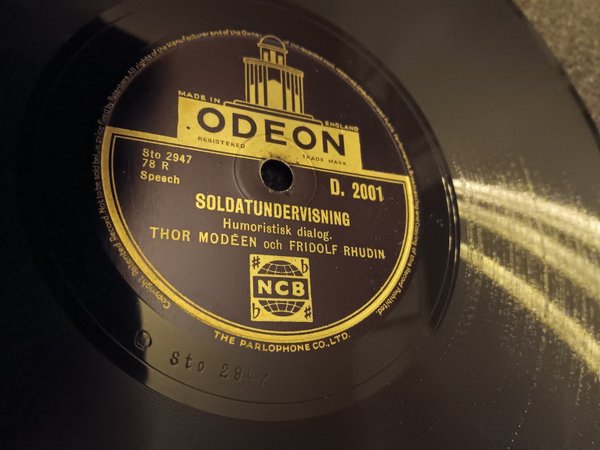 MADE IN ENGLAND
ODEON
REGISTERED TRADE MARK
Sto 2947
78 R
Speech
D. 2001
SOLDATUNDERVISNING
Humoristisk dialog.
THOR MODÉEN och FRIDOLF RHUDIN
NCB
THE PARLOPHONE CO., LTD.
Sto 2947